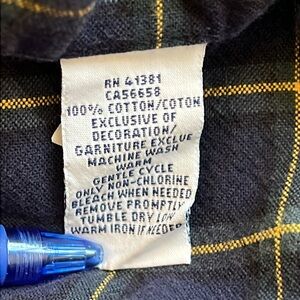 RN 41381
CA56658
100% COTTON/COTON
EXCLUSIVE OF
DECORATION/
GARNITURE EXCLUE
MACHINE WASH
WARM
GENTLE CYCLE
ONLY NON-CHLORINE
BLEACH WHEN NEEDED
REMOVE PROMPTLY
TUMBLE DRY LOW
WARM IRON IF NEEDED